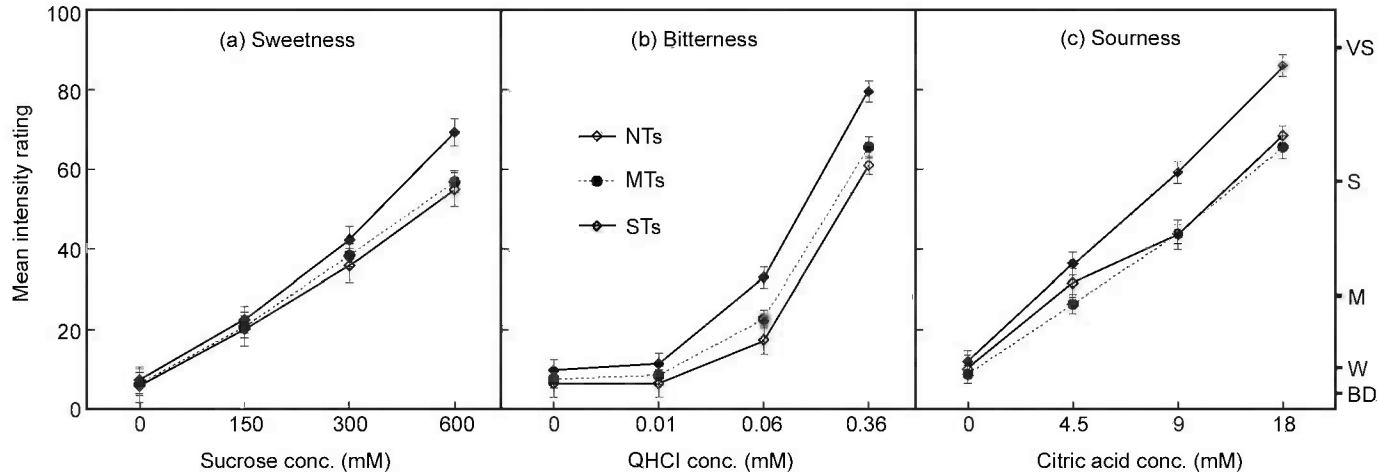 100
80
60
40
20
0
Mean intensity rating
(a) Sweetness
0 150 300 600
Sucrose conc. (mM)
(b) Bitterness
NTs
MTs
STs
0 0.01 0.06 0.36
QHCl conc. (mM)
(c) Sourness
0 4.5 9 18
Citric acid conc. (mM)
VS
S
M
W
BD